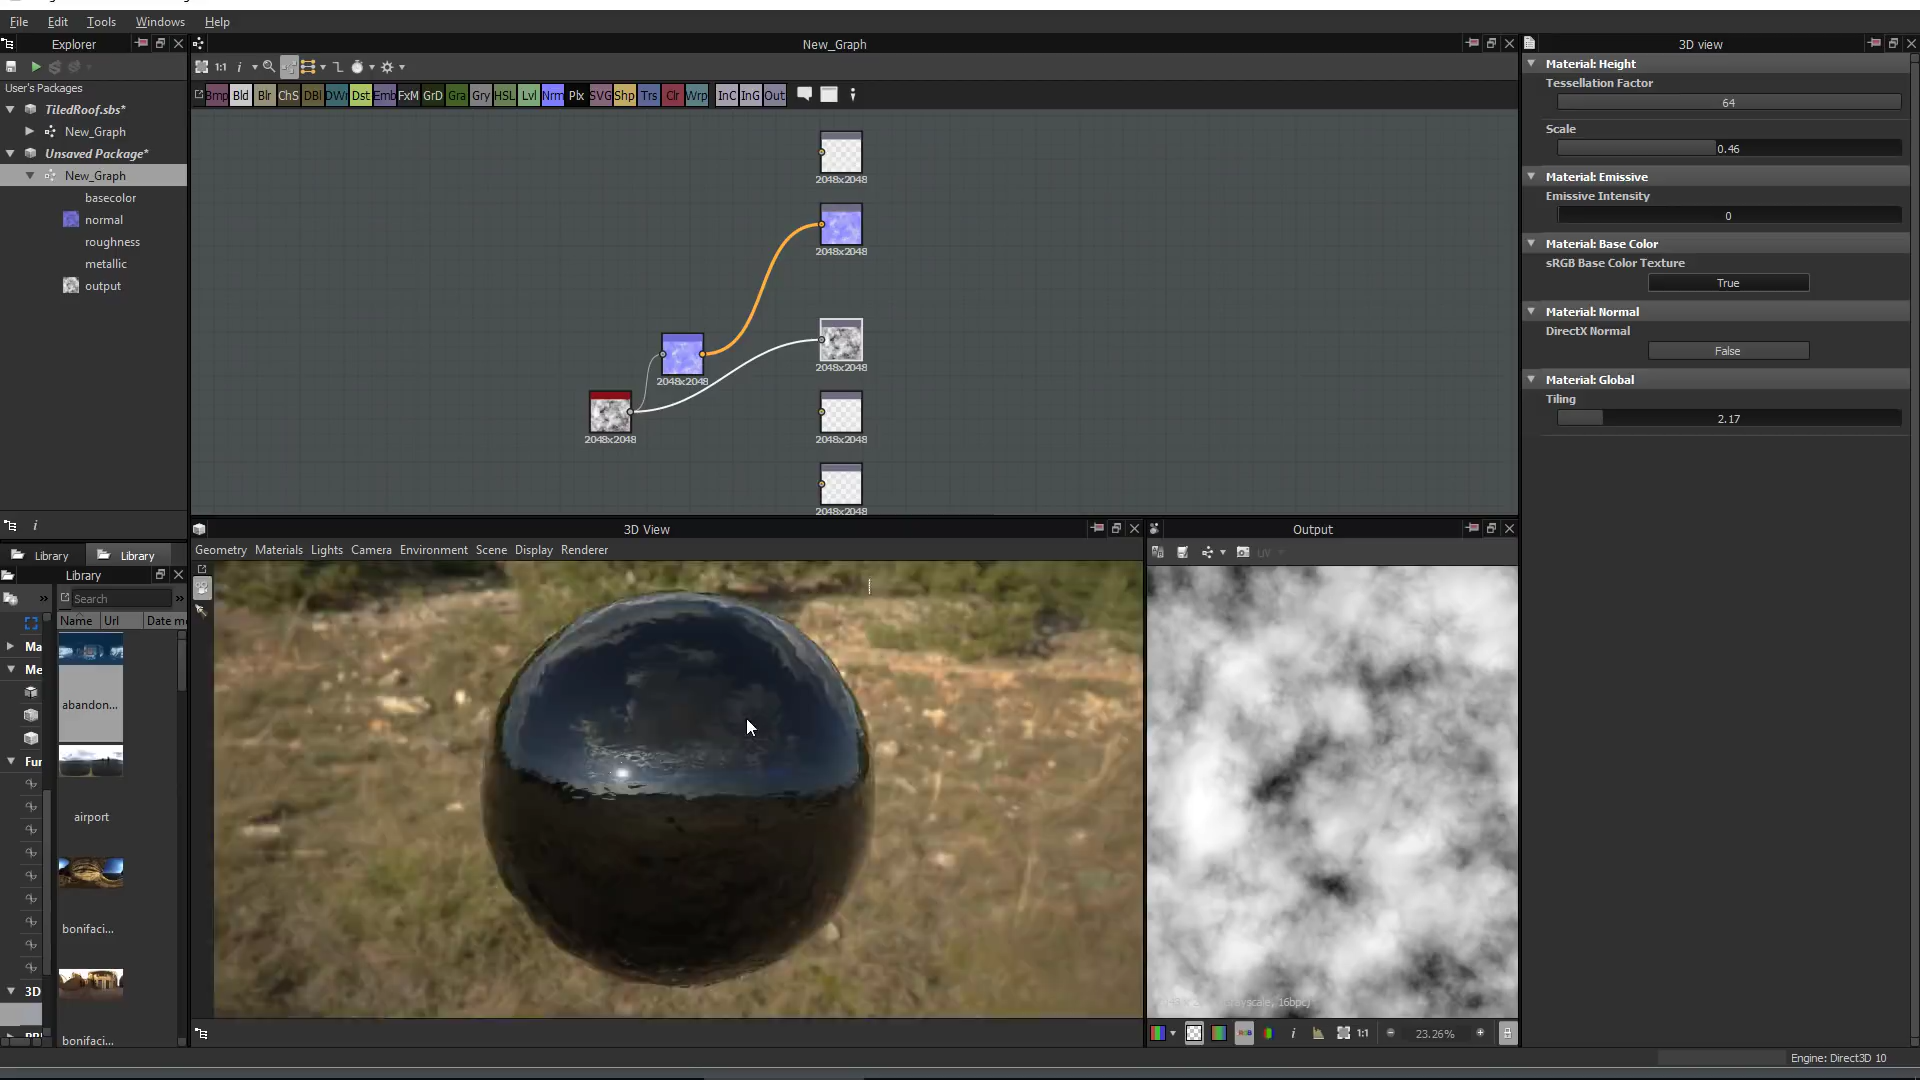 File Edit Tools Windows Help
Explorer
New_Graph
3D view
1:1
User's Packages
Bmp Bld Blr ChS DBl DWr Dst Emb FxM GrD Gra Gry HSL Lvl Nrm Plx SVG Shp Trs Clr Wrp InC InG Out
TiledRoof.sbs*
New_Graph
Unsaved Package*
New_Graph
basecolor
normal
roughness
metallic
output
2048x2048
2048x2048
2048x2048
2048x2048
2048x2048
2048x2048
2048x2048
Material: Height
Tessellation Factor
64
Scale
0.46
Material: Emissive
Emissive Intensity
0
Material: Base Color
sRGB Base Color Texture
True
Material: Normal
DirectX Normal
False
Material: Global
Tiling
2.17
Library Library
Library
Search
Name Url Date m
Ma
Me
Fur
3D
abandon...
airport
bonifaci...
bonifaci...
3D View
Geometry Materials Lights Camera Environment Scene Display Renderer
Output
UV
1:1 23.26%
Engine: Direct3D 10